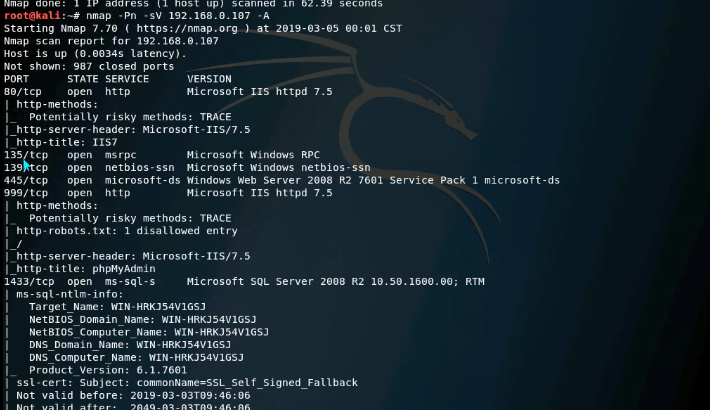 Nmap done: 1 IP address (1 host up) scanned in 62.39 seconds
root@kali:~# nmap -Pn -sV 192.168.0.107 -A
Starting Nmap 7.70 ( https://nmap.org ) at 2019-03-05 00:01 CST
Nmap scan report for 192.168.0.107
Host is up (0.0034s latency).
Not shown: 987 closed ports
PORT     STATE SERVICE      VERSION
80/tcp   open  http         Microsoft IIS httpd 7.5
| http-methods:
|_  Potentially risky methods: TRACE
|_http-server-header: Microsoft-IIS/7.5
|_http-title: IIS7
135/tcp  open  msrpc        Microsoft Windows RPC
139/tcp  open  netbios-ssn  Microsoft Windows netbios-ssn
445/tcp  open  microsoft-ds Windows Web Server 2008 R2 7601 Service Pack 1 microsoft-ds
999/tcp  open  http         Microsoft IIS httpd 7.5
| http-methods:
|_  Potentially risky methods: TRACE
| http-robots.txt: 1 disallowed entry
|_/
|_http-server-header: Microsoft-IIS/7.5
|_http-title: phpMyAdmin
1433/tcp open  ms-sql-s     Microsoft SQL Server 2008 R2 10.50.1600.00; RTM
| ms-sql-ntlm-info:
|   Target_Name: WIN-HRKJ54V1GSJ
|   NetBIOS_Domain_Name: WIN-HRKJ54V1GSJ
|   NetBIOS_Computer_Name: WIN-HRKJ54V1GSJ
|   DNS_Domain_Name: WIN-HRKJ54V1GSJ
|   DNS_Computer_Name: WIN-HRKJ54V1GSJ
|_  Product_Version: 6.1.7601
| ssl-cert: Subject: commonName=SSL_Self_Signed_Fallback
| Not valid before: 2019-03-03T09:46:06
| Not valid after:  2049-03-03T09:46:06